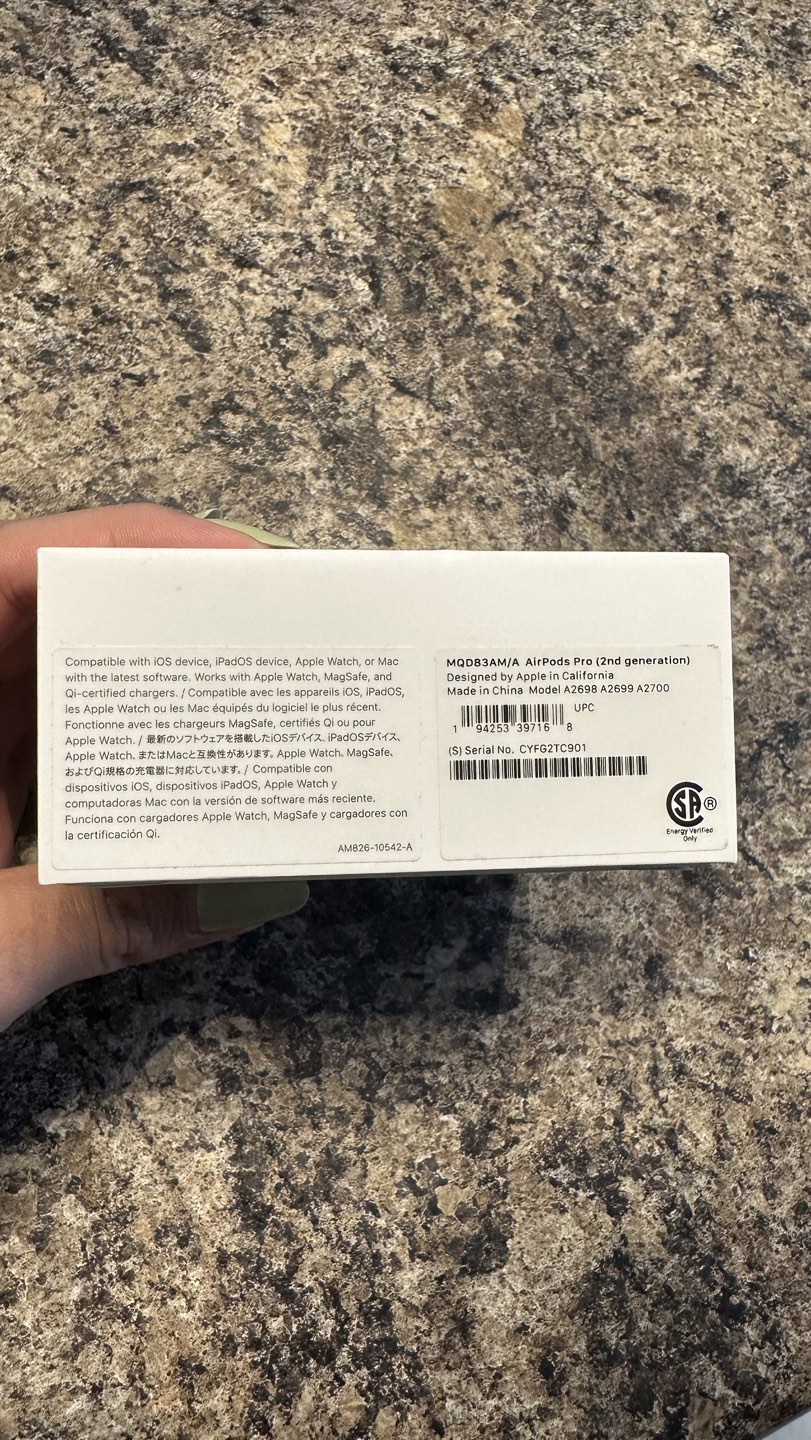 Compatible with iOS device, iPadOS device, Apple Watch, or Mac
with the latest software. Works with Apple Watch, MagSafe, and
Qi-certified chargers. / Compatible avec les appareils iOS, iPadOS,
les Apple Watch ou les Mac équipés du logiciel le plus récent.
Fonctionne avec les chargeurs MagSafe, certifiés Qi ou pour
Apple Watch. / 最新のソフトウェアを搭載したiOSデバイス、iPadOSデバイス、
Apple Watch、またはMacと互換性があります。Apple Watch、MagSafe、
およびQi規格の充電器に対応しています。/ Compatible con
dispositivos iOS, dispositivos iPadOS, Apple Watch y
computadoras Mac con la versión de software más reciente.
Funciona con cargadores Apple Watch, MagSafe y cargadores con
la certificación Qi.
AM826-10542-A
MQD83AM/A AirPods Pro (2nd generation)
Designed by Apple in California
Made in China Model A2698 A2699 A2700
UPC
1 94253 39716 8
(S) Serial No. CYFG2TC901
SA ®
Energy Verified
Only